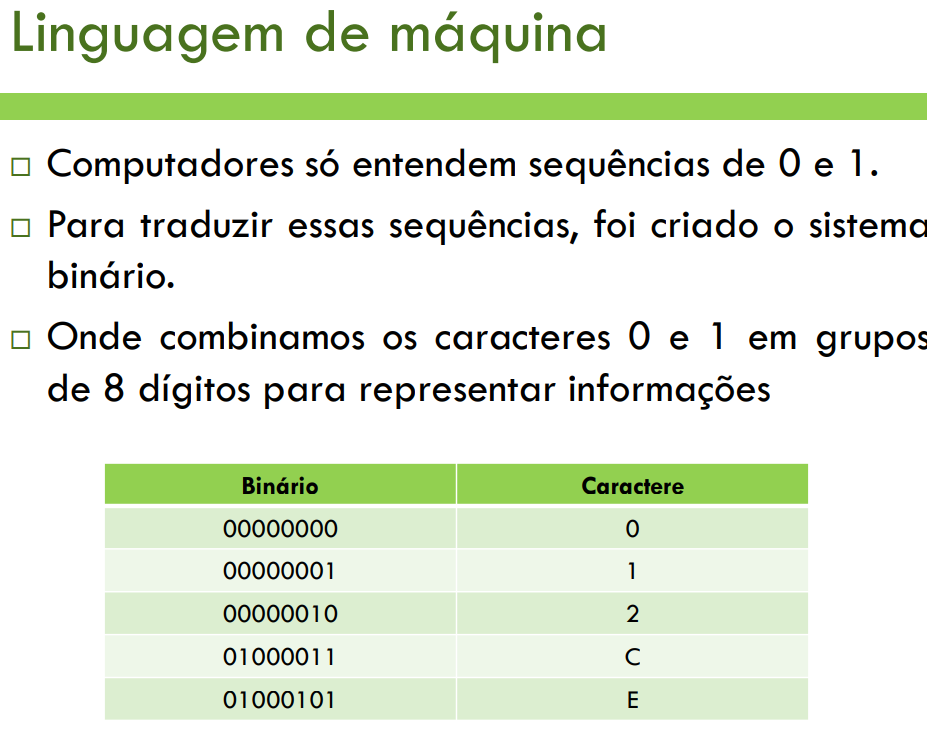 Linguagem de máquina
Computadores só entendem sequências de 0 e 1.
Para traduzir essas sequências, foi criado o sistema
binário.
Onde combinamos os caracteres 0 e 1 em grupos
de 8 dígitos para representar informações
Binário Caractere
00000000 0
00000001 1
00000010 2
01000011 C
01000101 E